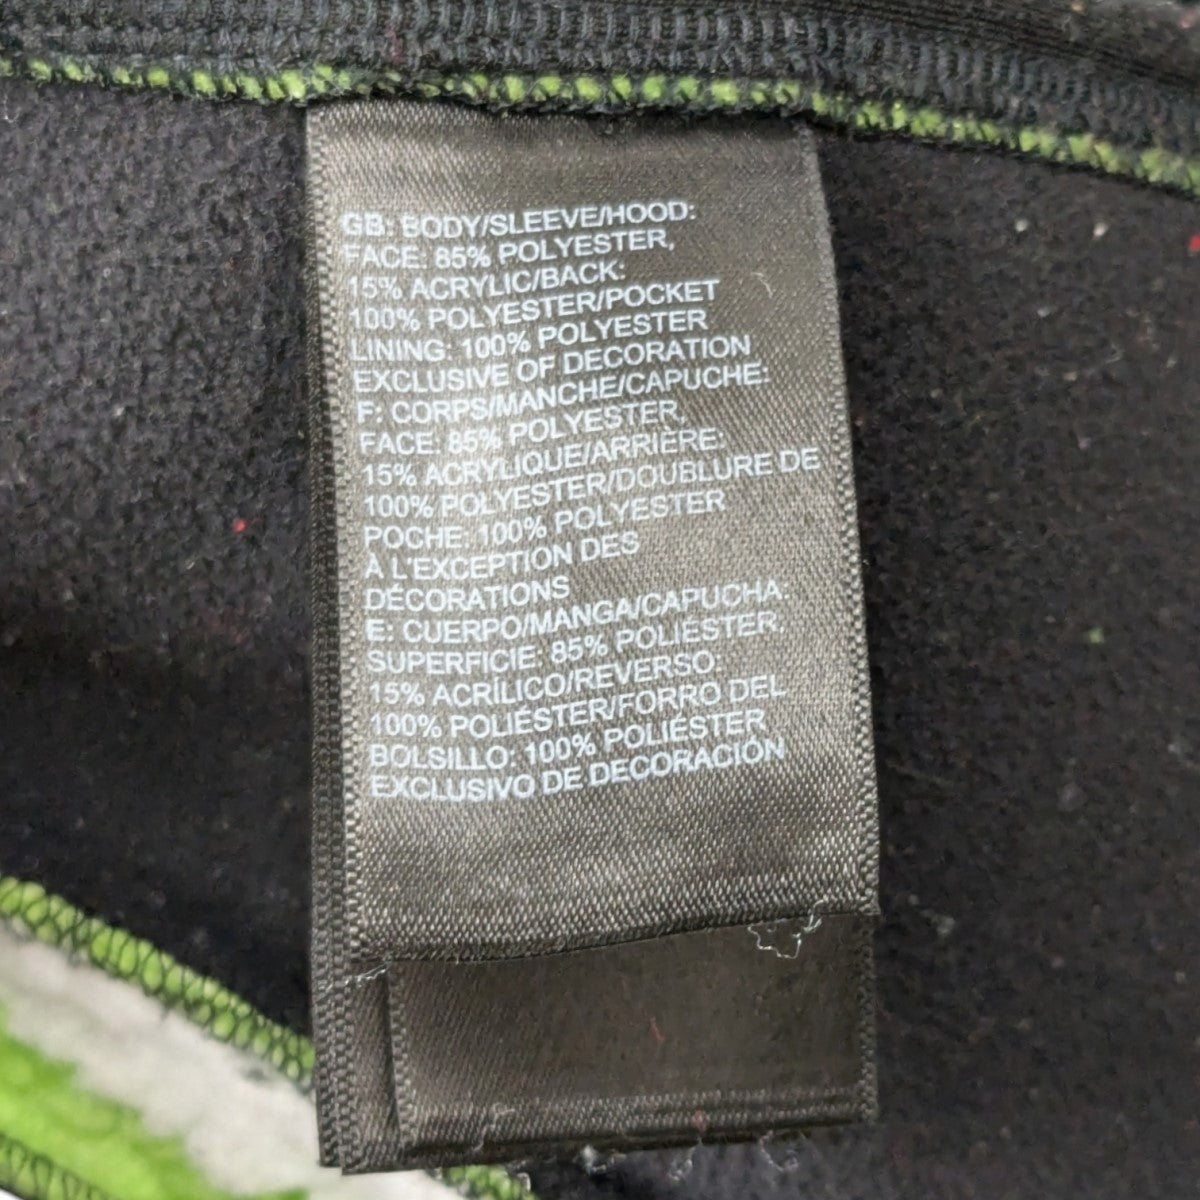 GB: BODY/SLEEVE/HOOD:
FACE: 85% POLYESTER,
15% ACRYLIC/BACK:
100% POLYESTER/POCKET
LINING: 100% POLYESTER
EXCLUSIVE OF DECORATION
F: CORPS/MANCHE/CAPUCHE:
FACE: 85% POLYESTER,
15% ACRYLIQUE/ARRIÈRE:
100% POLYESTER/DOUBLURE DE
POCHE: 100% POLYESTER
À L'EXCEPTION DES
DÉCORATIONS
E: CUERPO/MANGA/CAPUCHA:
SUPERFICIE: 85% POLIÉSTER,
15% ACRÍLICO/REVERSO:
100% POLIÉSTER/FORRO DEL
BOLSILLO: 100% POLIÉSTER
EXCLUSIVO DE DECORACIÓN